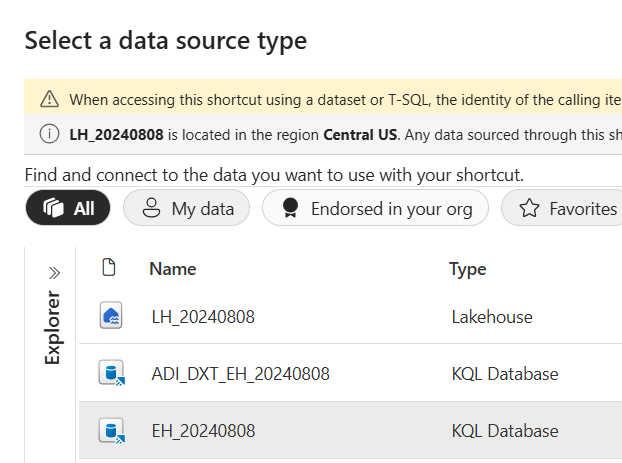 Select a data source type
When accessing this shortcut using a dataset or T-SQL, the identity of the calling
LH_20240808 is located in the region Central US. Any data sourced through this
Find and connect to the data you want to use with your shortcut.
All My data Endorsed in your org Favorites
Explorer
Name Type
LH_20240808 Lakehouse
ADI_DXT_EH_20240808 KQL Database
EH_20240808 KQL Database